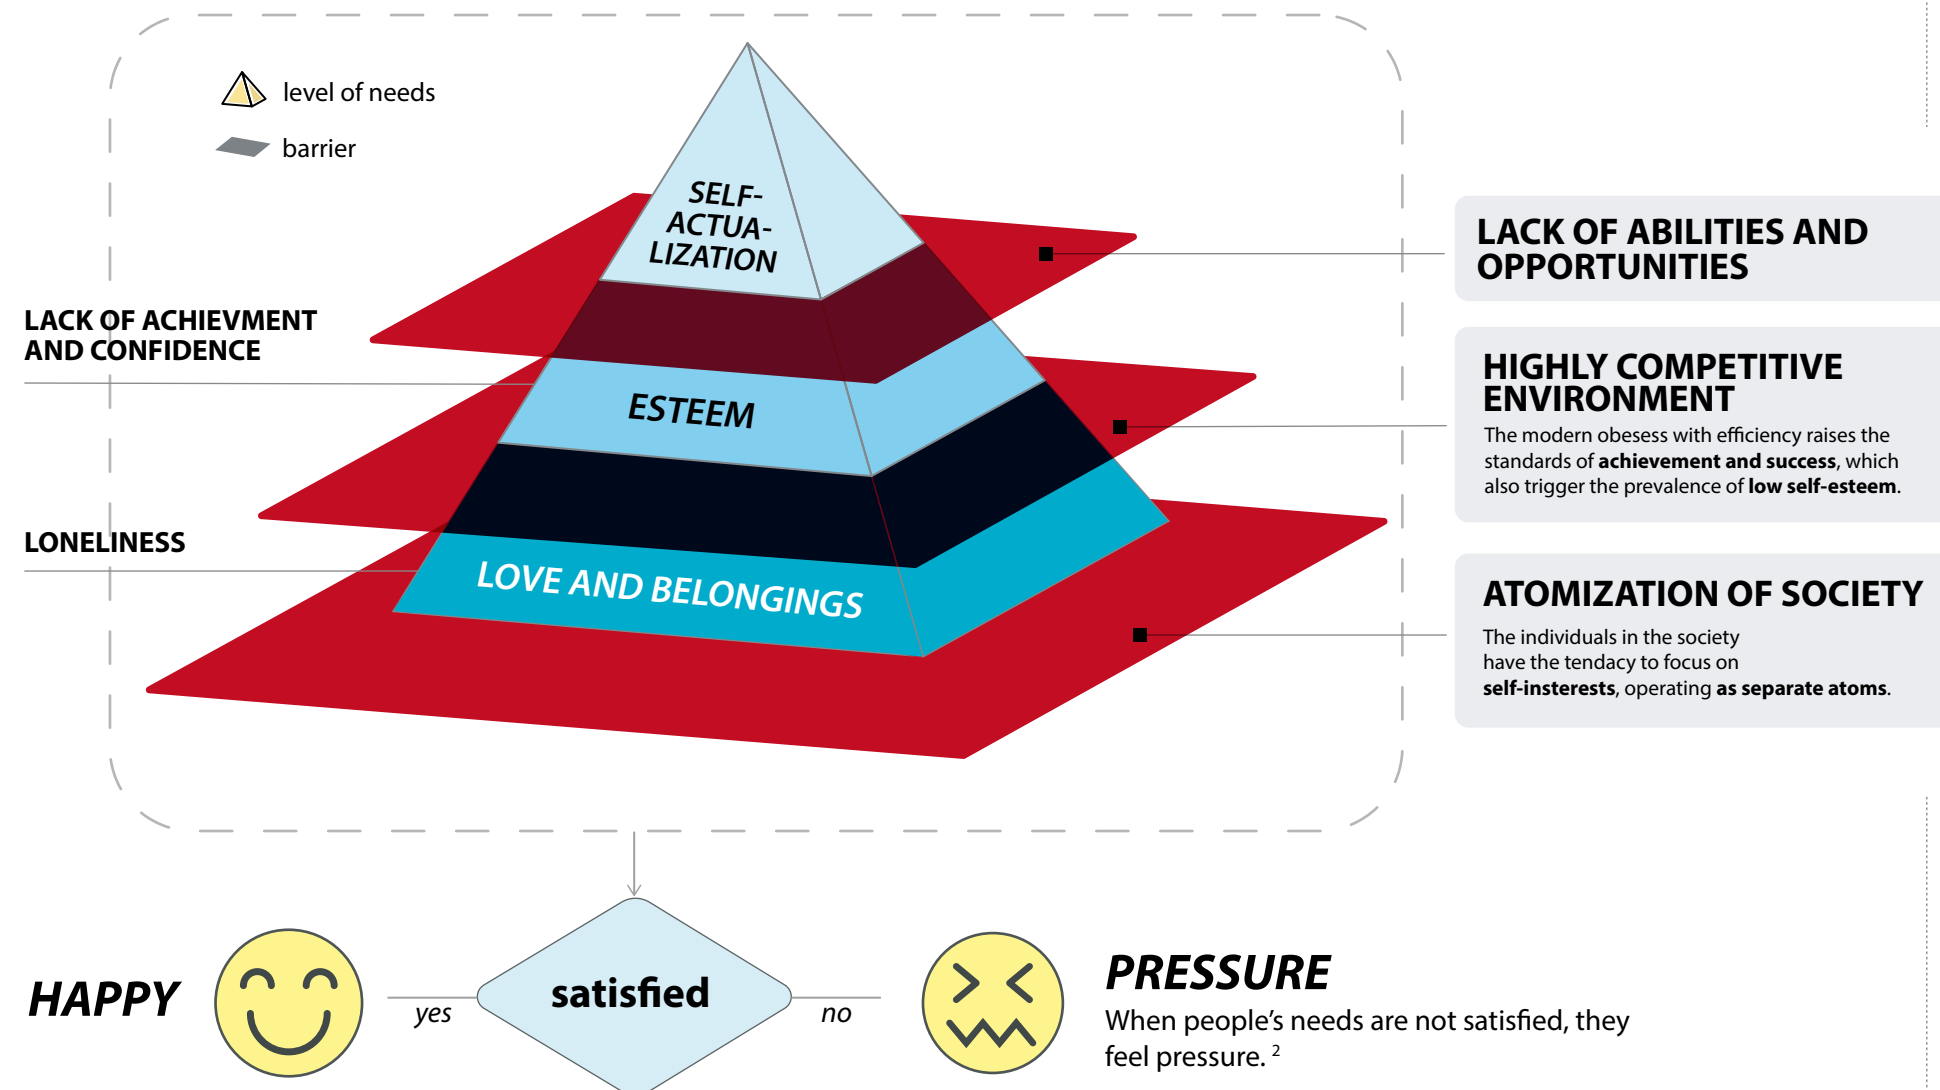 level of needs
barrier
SELF-
ACTUA-
LIZATION
ESTEEM
LOVE AND BELONGINGS
LACK OF ACHIEVMENT
AND CONFIDENCE
LONELINESS
LACK OF ABILITIES AND
OPPORTUNITIES
HIGHLY COMPETITIVE
ENVIRONMENT
The modern obesess with efficiency raises the
standards of achievement and success, which
also trigger the prevalence of low self-esteem.
ATOMIZATION OF SOCIETY
The individuals in the society
have the tendacy to focus on
self-insterests, operating as separate atoms.
HAPPY
yes
satisfied
no
PRESSURE
When people's needs are not satisfied, they
feel pressure. 2